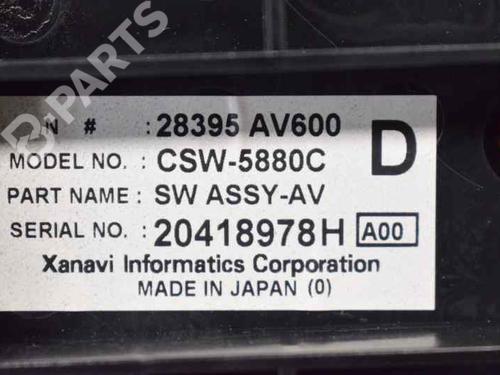 N # : 28395 AV600
D
MODEL NO. : CSW-5880C
PART NAME : SW ASSY-AV
SERIAL NO. : 20418978H A00
Xanavi Informatics Corporation
MADE IN JAPAN (0)
B-PARTS
B-PARTS